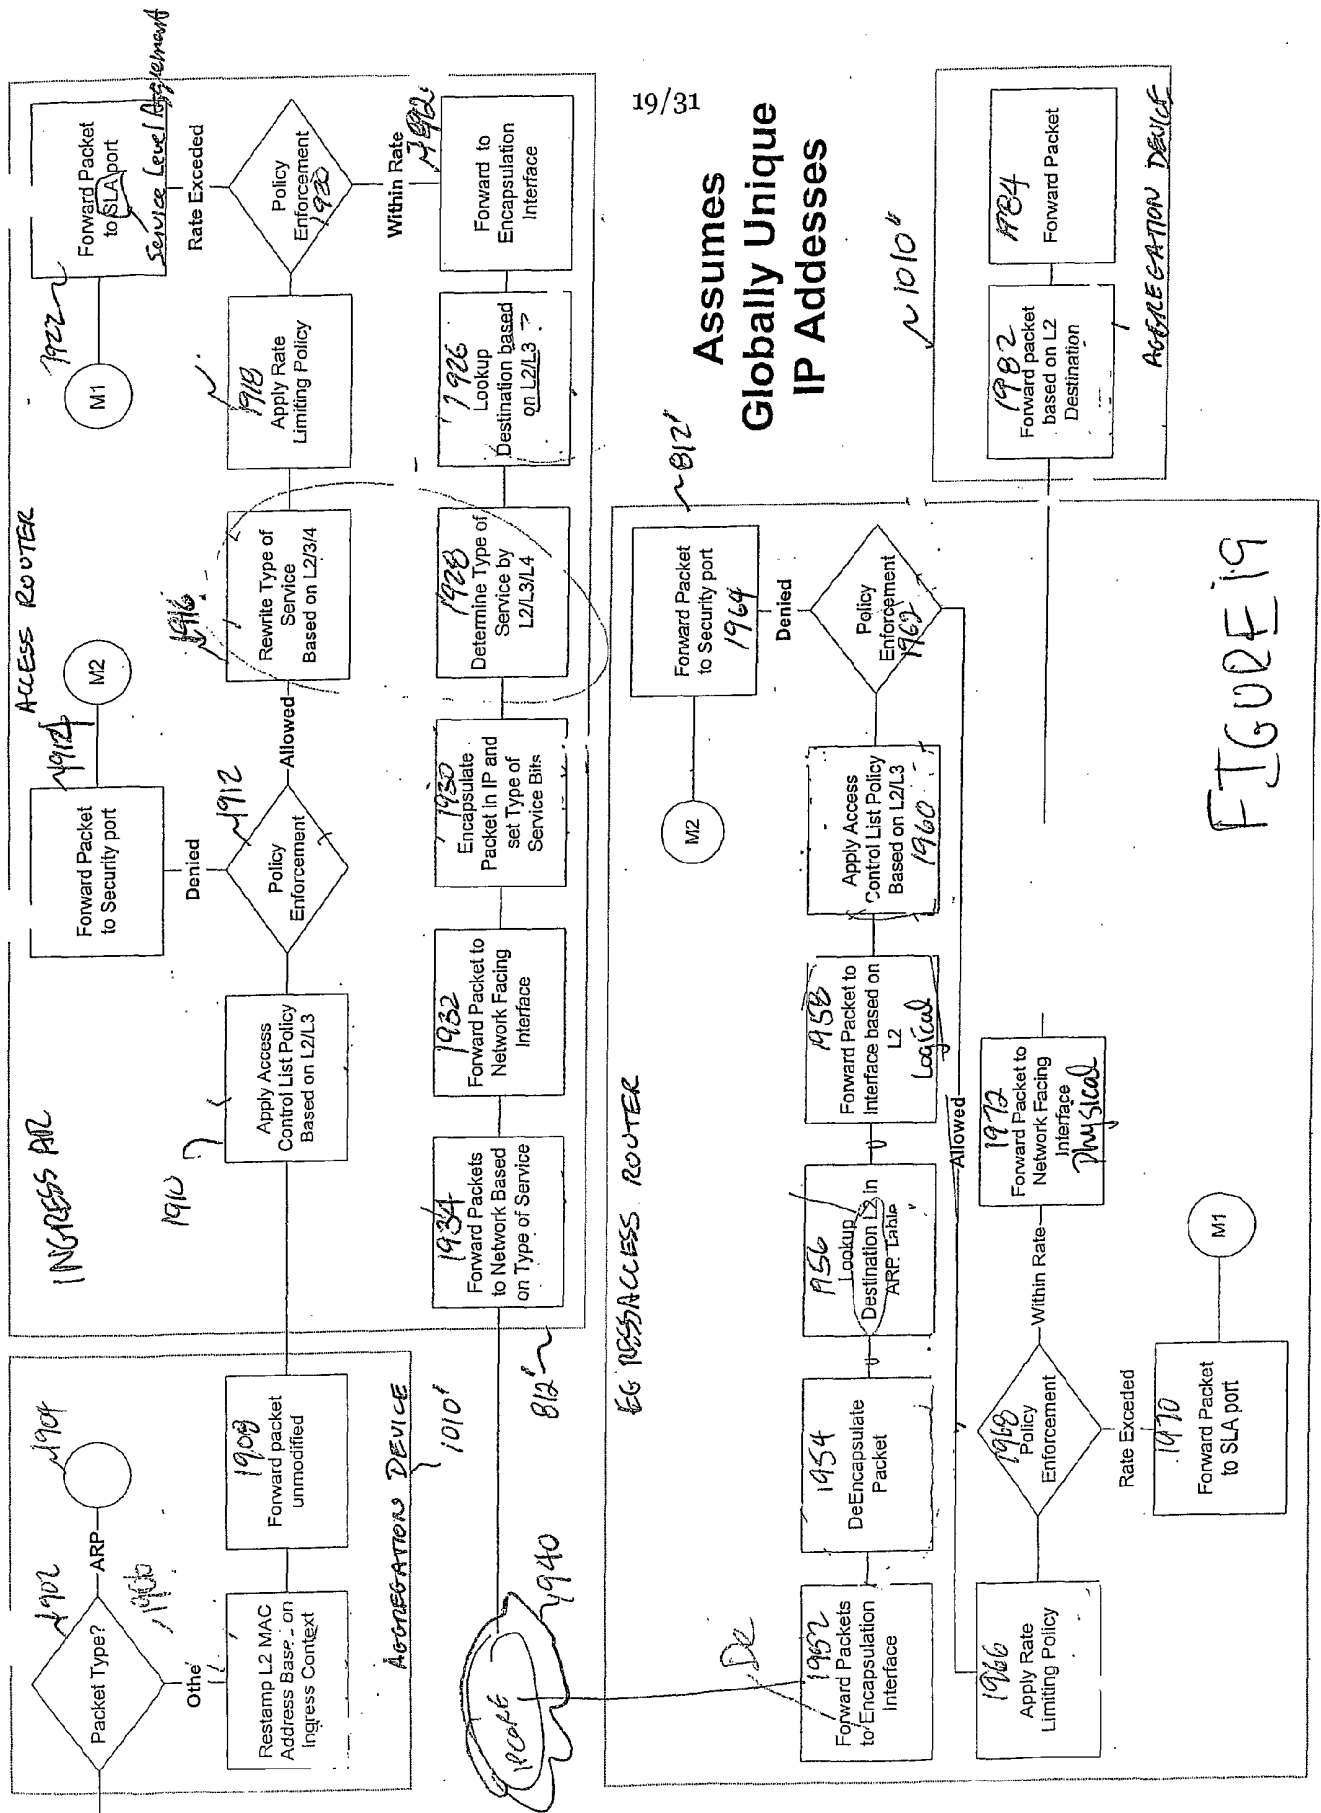 19/31
Assumes
Globally Unique
IP Addesses
INGRESS AR
ACCESS ROUTER
1902
Packet Type?
ARP
1904
Othe
1906
Restamp L2 MAC
Address Base on
Ingress Context
1908
Forward packet
unmodified
AGGREGATION DEVICE
1010'
1910
Apply Access
Control List Policy
Based on L2/L3
1912
Policy
Enforcement
Denied
1914
Forward Packet
to Security port
M2
Allowed
1916
Rewrite Type of
Service
Based on L2/3/4
1918
Apply Rate
Limiting Policy
Policy
Enforcement
1920
Rate Exceeded
1922
Forward Packet
to SLA port
Service Level Agreement
M1
Within Rate
Forward to
Encapsulation
Interface
1926
Lookup
Destination based
on L2/L3 ?
1928
Determine Type of
Service by
L2/L3/L4
1930
Encapsulate
Packet in IP and
set Type of
Service Bits
1932
Forward Packet to
Network Facing
Interface
1934
Forward Packets
to Network Based
on Type of Service
812'
IPCORE
1940
EGRESS ACCESS ROUTER
De
1952
Forward Packets
to Encapsulation
Interface
1954
DeEncapsulate
Packet
1956
Lookup
Destination L2 in
ARP Table
1958
Forward Packet to
Interface based on
L2
Logical
Apply Access
Control List Policy
Based on L2/L3
1960
Policy
Enforcement
1962
Denied
Forward Packet
to Security port
1964
M2
812'
Allowed
1966
Apply Rate
Limiting Policy
1968
Policy
Enforcement
Rate Exceeded
1970
Forward Packet
to SLA port
M1
Within Rate
1972
Forward Packet to
Network Facing
Interface
Physical
1010"
1982
Forward packet
based on L2
Destination
1984
Forward Packet
AGGREGATION DEVICE
FIGURE 19